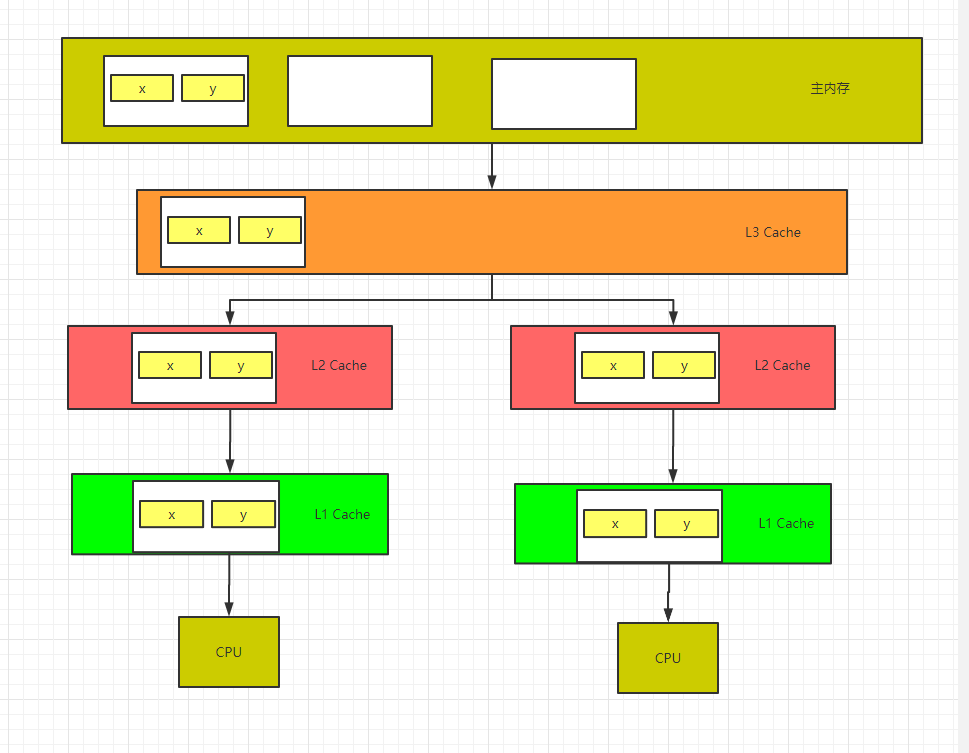 x y
主内存
x y
L3 Cache
x y
L2 Cache
x y
L2 Cache
x y
L1 Cache
x y
L1 Cache
CPU
CPU